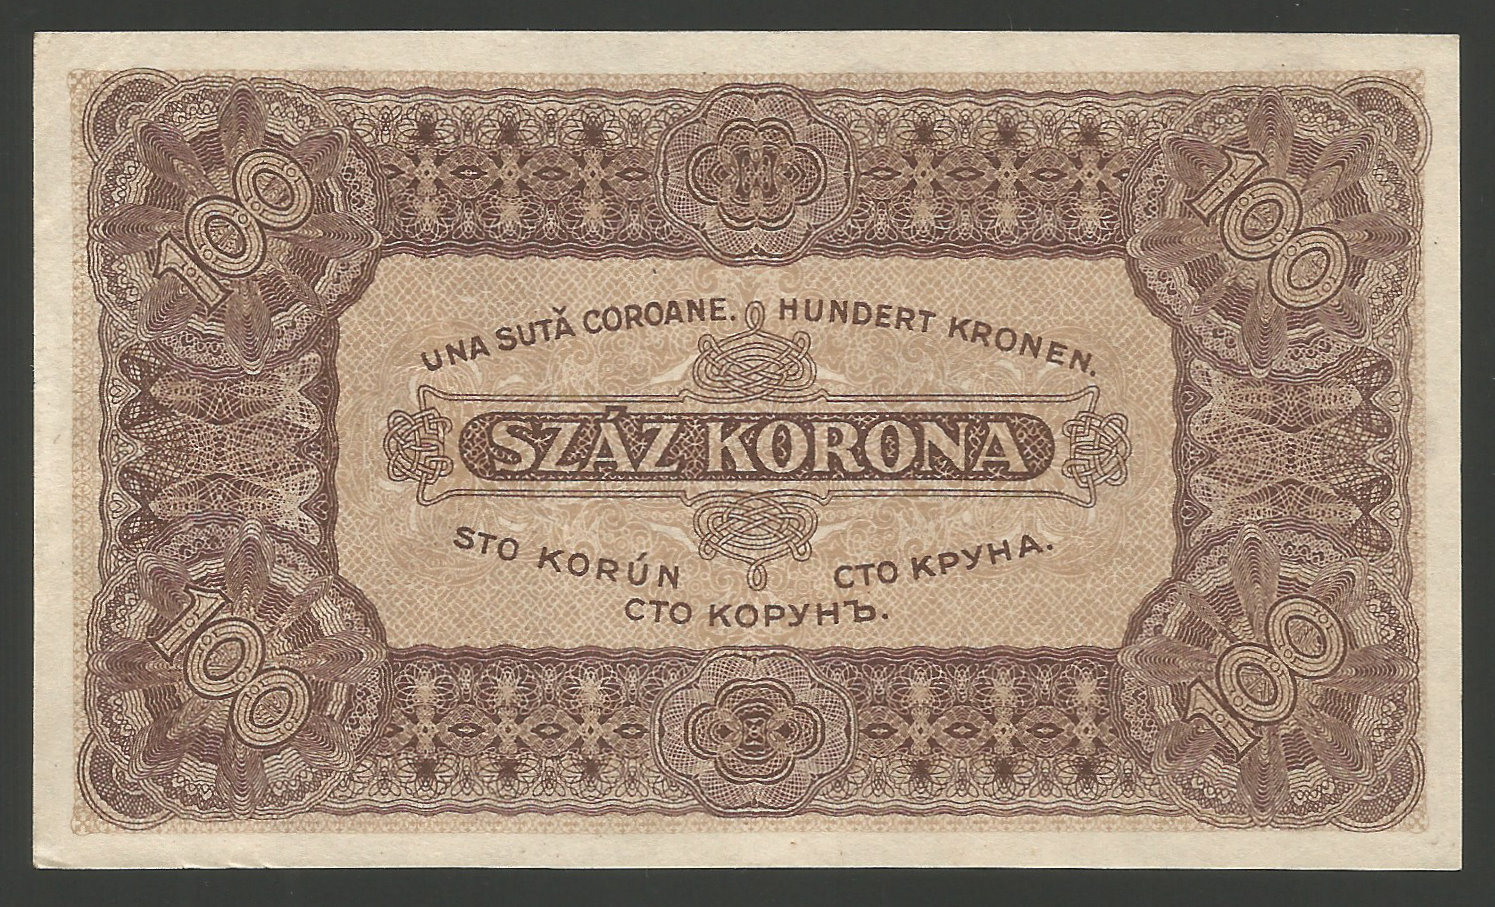 100
100
UNA SUTĂ COROANE.
HUNDERT KRONEN.
SZÁZ KORONA
STO KORÚN
СТО КРУНА.
СТО КОРУНЪ.
100
100